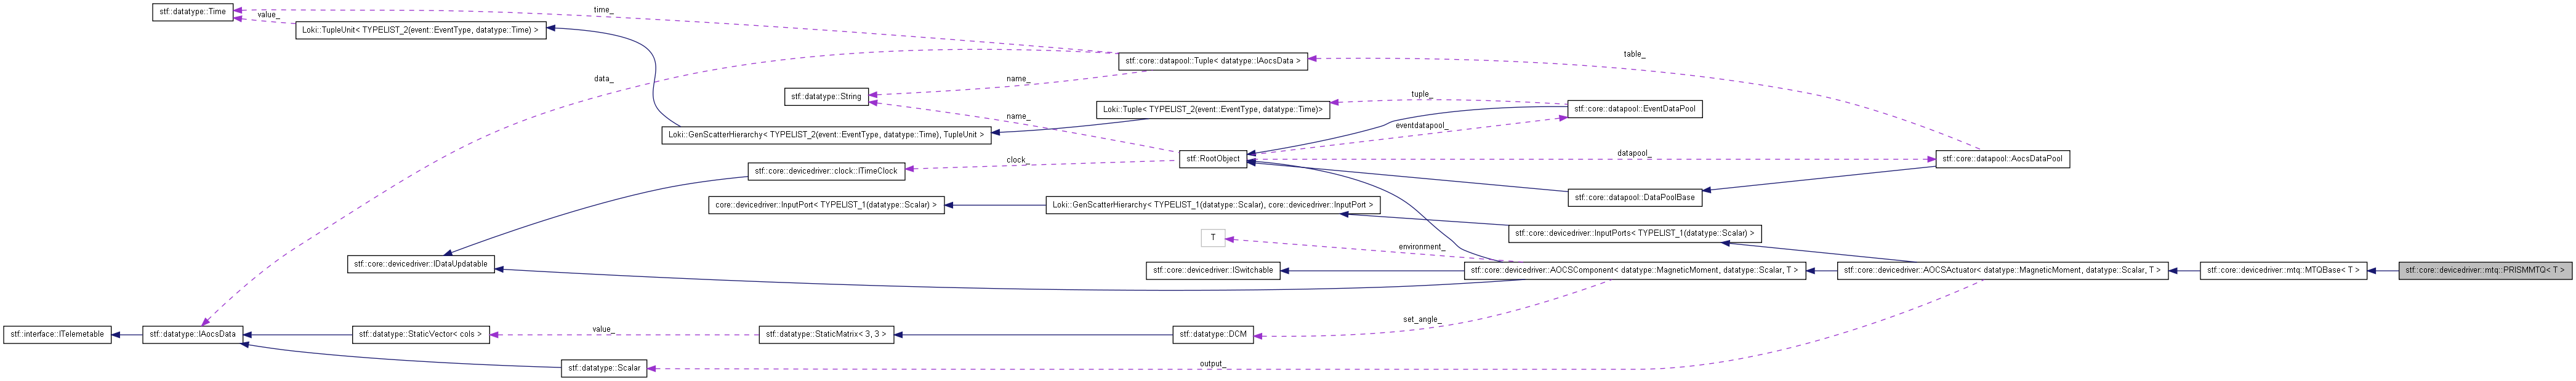 stf::datatype::Time
value_
Loki::TupleUnit< TYPELIST_2(event::EventType, datatype::Time) >
time_
stf::core::datapool::Tuple< datatype::IAocsData >
table_
data_
name_
stf::datatype::String
tuple_
Loki::Tuple< TYPELIST_2(event::EventType, datatype::Time)>
stf::core::datapool::EventDataPool
name_
eventdatapool_
Loki::GenScatterHierarchy< TYPELIST_2(event::EventType, datatype::Time), TupleUnit >
clock_
stf::RootObject
datapool_
stf::core::datapool::AocsDataPool
stf::core::devicedriver::clock::ITimeClock
stf::core::datapool::DataPoolBase
core::devicedriver::InputPort< TYPELIST_1(datatype::Scalar) >
Loki::GenScatterHierarchy< TYPELIST_1(datatype::Scalar), core::devicedriver::InputPort >
stf::core::devicedriver::InputPorts< TYPELIST_1(datatype::Scalar) >
T
environment_
stf::core::devicedriver::IDataUpdatable
stf::core::devicedriver::ISwitchable
stf::core::devicedriver::AOCSComponent< datatype::MagneticMoment, datatype::Scalar, T >
stf::core::devicedriver::AOCSActuator< datatype::MagneticMoment, datatype::Scalar, T >
stf::core::devicedriver::mtq::MTQBase< T >
stf::core::devicedriver::mtq::PRISMMTQ< T >
set_angle_
stf::interface::ITelemetable
stf::datatype::IAocsData
stf::datatype::StaticVector< cols >
value_
stf::datatype::StaticMatrix< 3, 3 >
stf::datatype::DCM
stf::datatype::Scalar
output_